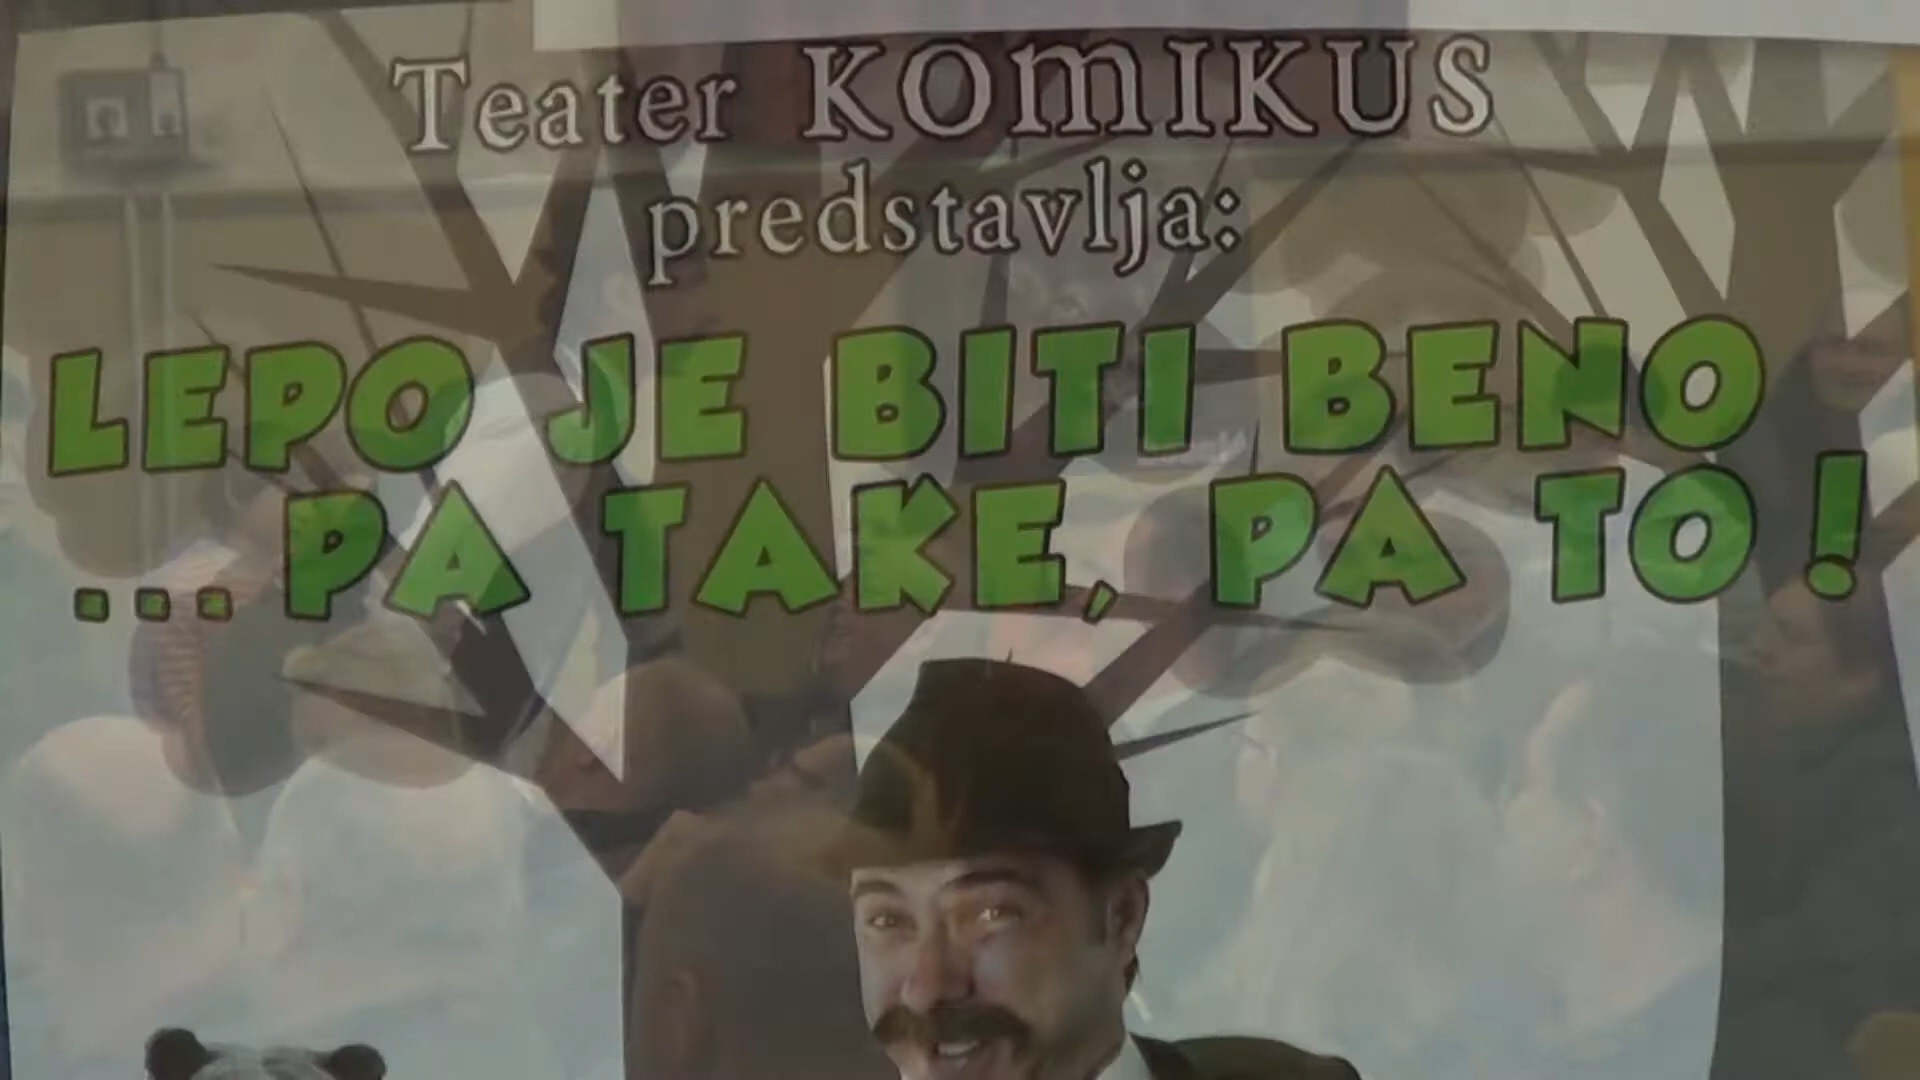 Teater KOMIKUS
predstavlja:
LEPO JE BITI BENO
... PA TAKE, PA TO!